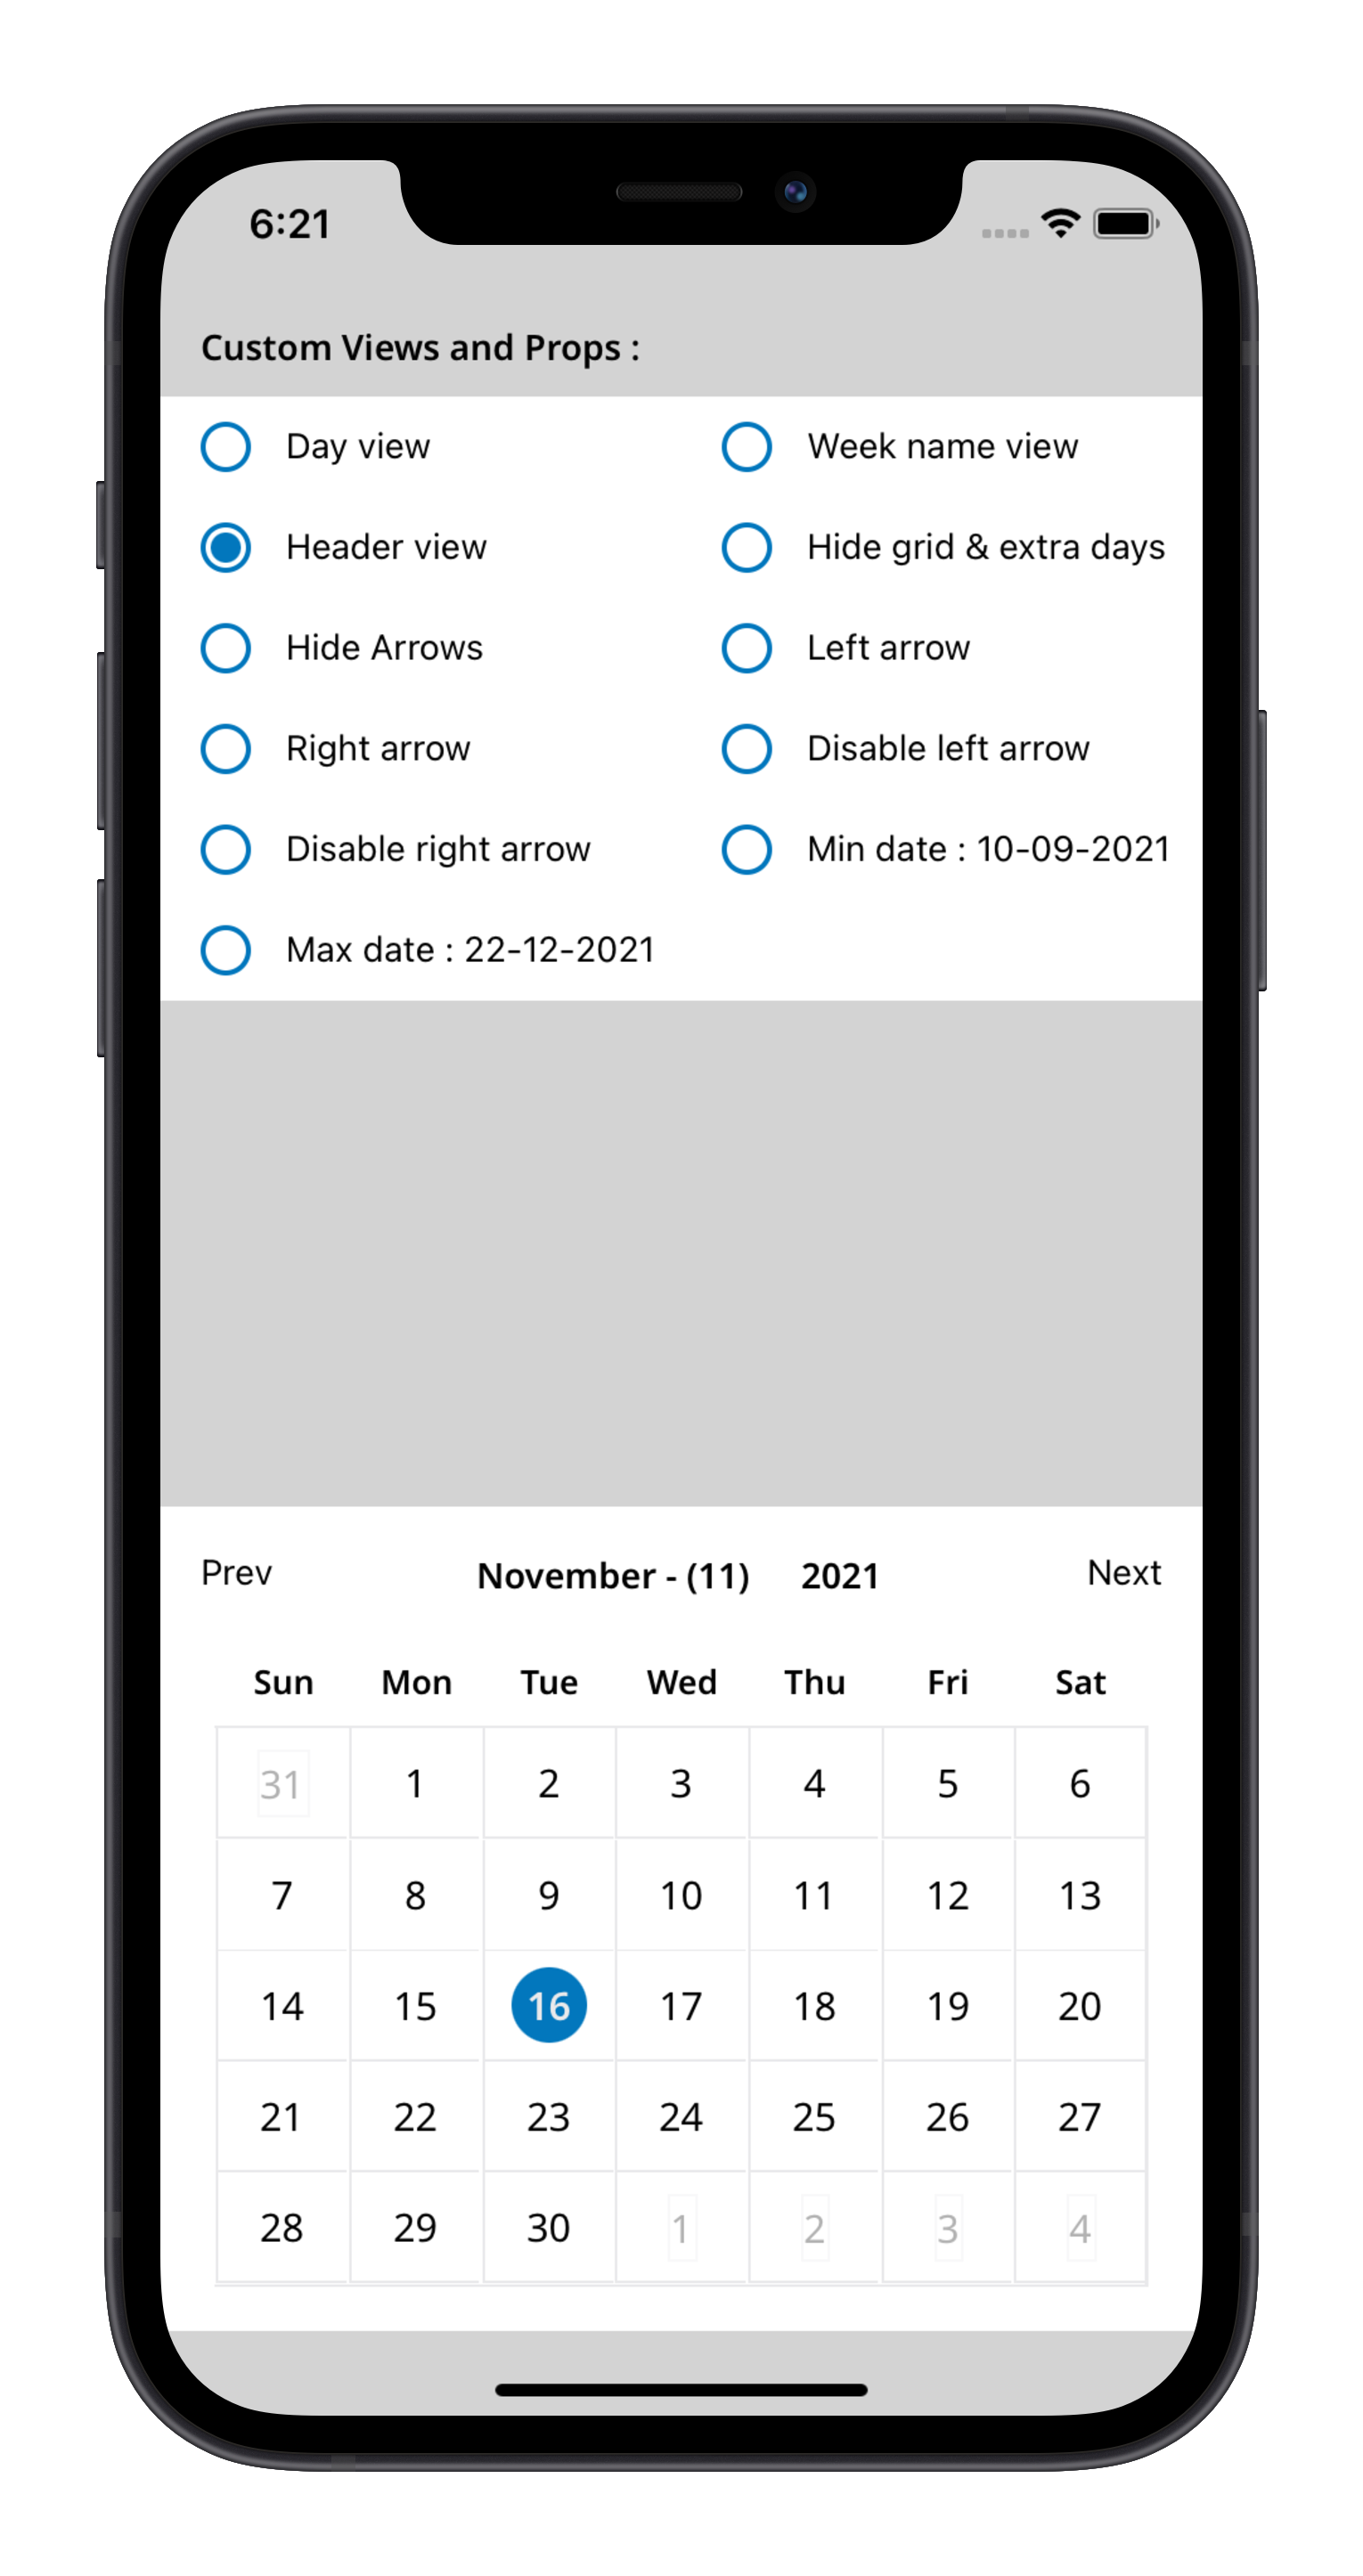 6:21
Custom Views and Props :
Day view Week name view
Header view Hide grid & extra days
Hide Arrows Left arrow
Right arrow Disable left arrow
Disable right arrow Min date : 10-09-2021
Max date : 22-12-2021
Prev November - (11) 2021 Next
Sun Mon Tue Wed Thu Fri Sat
31 1 2 3 4 5 6
7 8 9 10 11 12 13
14 15 16 17 18 19 20
21 22 23 24 25 26 27
28 29 30 1 2 3 4